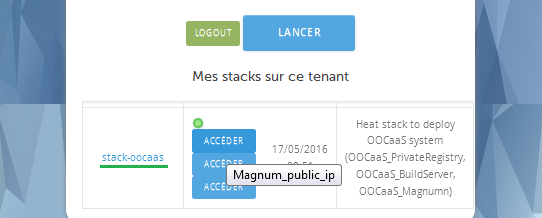 LOGOUT
LANCER
Mes stacks sur ce tenant
stack-oocaas
ACCÉDER
ACCÉDER
ACCÉDER
17/05/2016
Magnum_public_ip
Heat stack to deploy
OOCaaS system
(OOCaaS_PrivateRegistry,
OOCaaS_BuildServer,
OOCaaS_Magnumn)